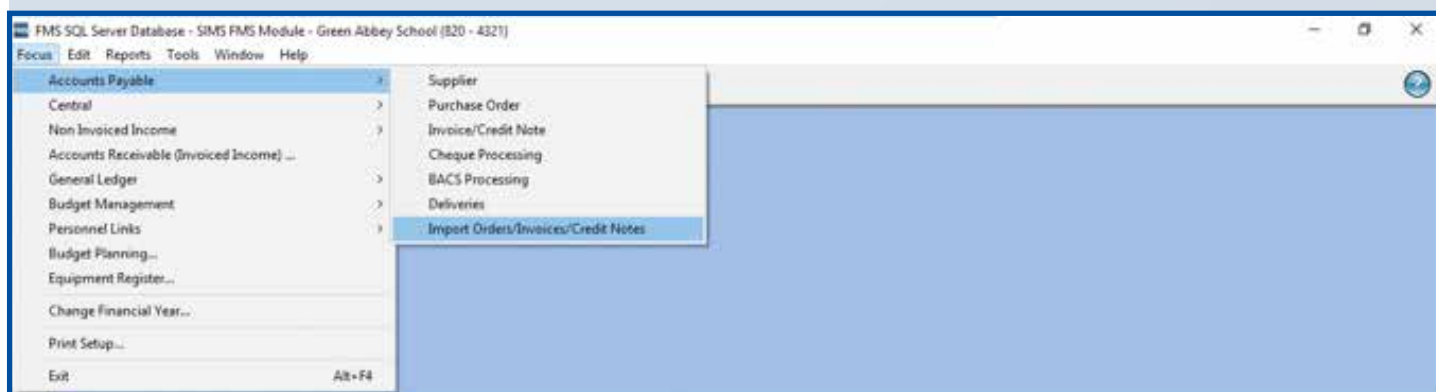 FMS SQL Server Database - SIMS FMS Module - Green Abbey School (820 - 4321)
Focus Edit Reports Tools Window Help
Accounts Payable
Central
Non Invoiced Income
Accounts Receivable (Invoiced Income) ...
General Ledger
Budget Management
Personnel Links
Budget Planning...
Equipment Register...
Change Financial Year...
Print Setup...
Exit Alt+F4
Supplier
Purchase Order
Invoice/Credit Note
Cheque Processing
BACS Processing
Deliveries
Import Orders/Invoices/Credit Notes